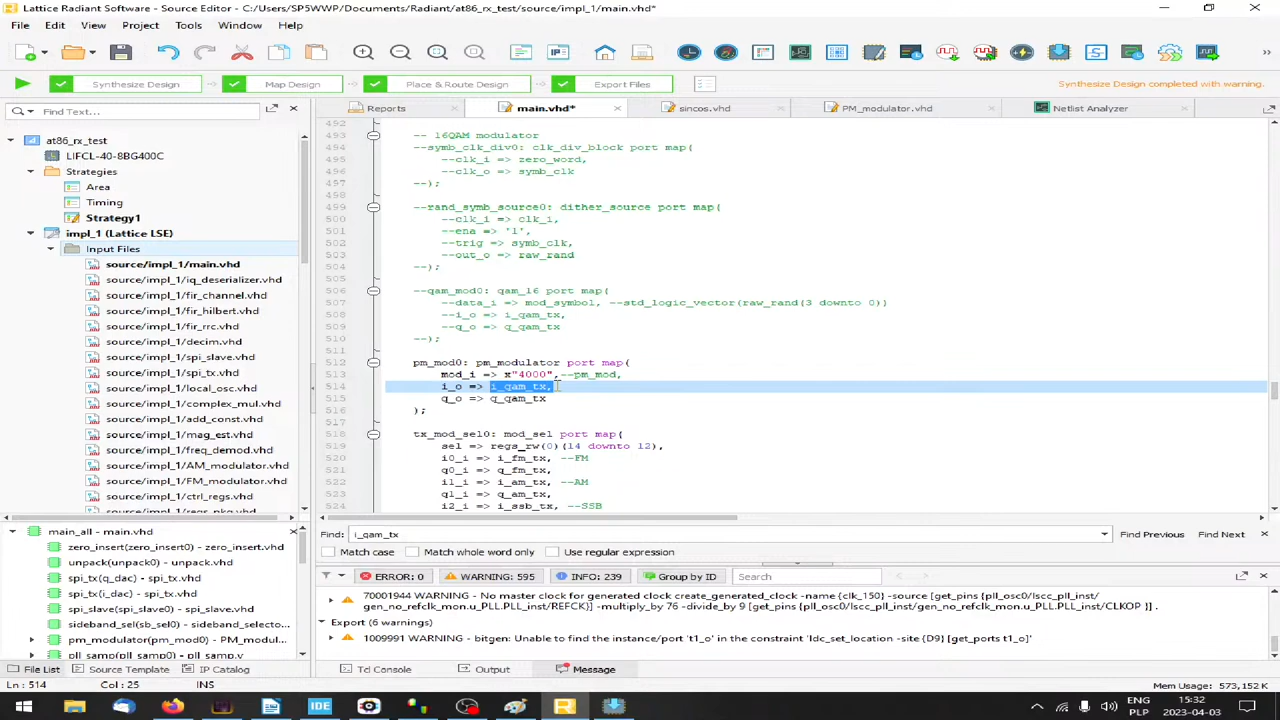 Lattice Radiant Software - Source Editor - C:/Users/SP5WWP/Documents/Radiant/at86_rx_test/source/impl_1/main.vhd*
File Edit View Project Tools Window Help
Synthesize Design Map Design Place & Route Design Export Files Synthesize Design completed with warning.
Find Text...
at86_rx_test
LIFCL-40-8BG400C
Strategies
Area
Timing
Strategy1
impl_1 (Lattice LSE)
Input Files
source/impl_1/main.vhd
source/impl_1/iq_deserializer.vhd
source/impl_1/fir_channel.vhd
source/impl_1/fir_hilbert.vhd
source/impl_1/fir_rrc.vhd
source/impl_1/decim.vhd
source/impl_1/spi_slave.vhd
source/impl_1/spi_tx.vhd
source/impl_1/local_osc.vhd
source/impl_1/complex_mul.vhd
source/impl_1/add_const.vhd
source/impl_1/mag_est.vhd
source/impl_1/freq_demod.vhd
source/impl_1/AM_modulator.vhd
source/impl_1/FM_modulator.vhd
source/impl_1/ctrl_regs.vhd
source/impl_1/regs_pkg.vhd
main_all - main.vhd
zero_insert(zero_insert0) - zero_insert.vhd
unpack(unpack0) - unpack.vhd
spi_tx(q_dac) - spi_tx.vhd
spi_tx(i_dac) - spi_tx.vhd
spi_slave(spi_slave0) - spi_slave.vhd
sideband_sel(sb_sel0) - sideband_selecto...
pm_modulator(pm_mod0) - PM_modul...
pll_samp(pll_samp0) - pll_samp.v
File List Source Template IP Catalog
Reports main.vhd* sincos.vhd PM_modulator.vhd Netlist Analyzer
492
493 -- 16QAM modulator
494 --symb_clk_div0: clk_div_block port map(
495 --clk_i => zero_word,
496 --clk_o => symb_clk
497 --);
498
499 --rand_symb_source0: dither_source port map(
500 --clk_i => clk_i,
501 --ena => '1',
502 --trig => symb_clk,
503 --out_o => raw_rand
504 --);
505
506 --qam_mod0: qam_16 port map(
507 --data_i => mod_symbol, --std_logic_vector(raw_rand(3 downto 0))
508 --i_o => i_qam_tx,
509 --q_o => q_qam_tx
510 --);
511
512 pm_mod0: pm_modulator port map(
513 mod_i => x"4000",--pm_mod,
514 i_o => i_qam_tx,
515 q_o => q_qam_tx
516 );
517
518 tx_mod_sel0: mod_sel port map(
519 sel => regs_rw(0)(14 downto 12),
520 i0_i => i_fm_tx, --FM
521 q0_i => q_fm_tx,
522 i1_i => i_am_tx, --AM
523 q1_i => q_am_tx,
524 i2_i => i_ssb_tx, --SSB
Find: i_qam_tx Find Previous Find Next
Match case Match whole word only Use regular expression
ERROR: 0 WARNING: 595 INFO: 239 Group by ID Search
70001944 WARNING - No master clock for generated clock create_generated_clock -name {clk_150} -source [get_pins {pll_osc0/lscc_pll_inst/
gen_no_refclk_mon.u_PLL.PLL_inst/REFCK}] -multiply_by 76 -divide_by 9 [get_pins {pll_osc0/lscc_pll_inst/gen_no_refclk_mon.u_PLL.PLL_inst/CLKOP }] .
Export (6 warnings)
1009991 WARNING - bitgen: Unable to find the instance/port 't1_o' in the constraint 'ldc_set_location -site {D9} [get_ports t1_o]'
Tcl Console Output Message
Ln : 514 Col : 25 INS Mem Usage: 573,152 K
IDE ENG PLP 15:32 2023-04-03